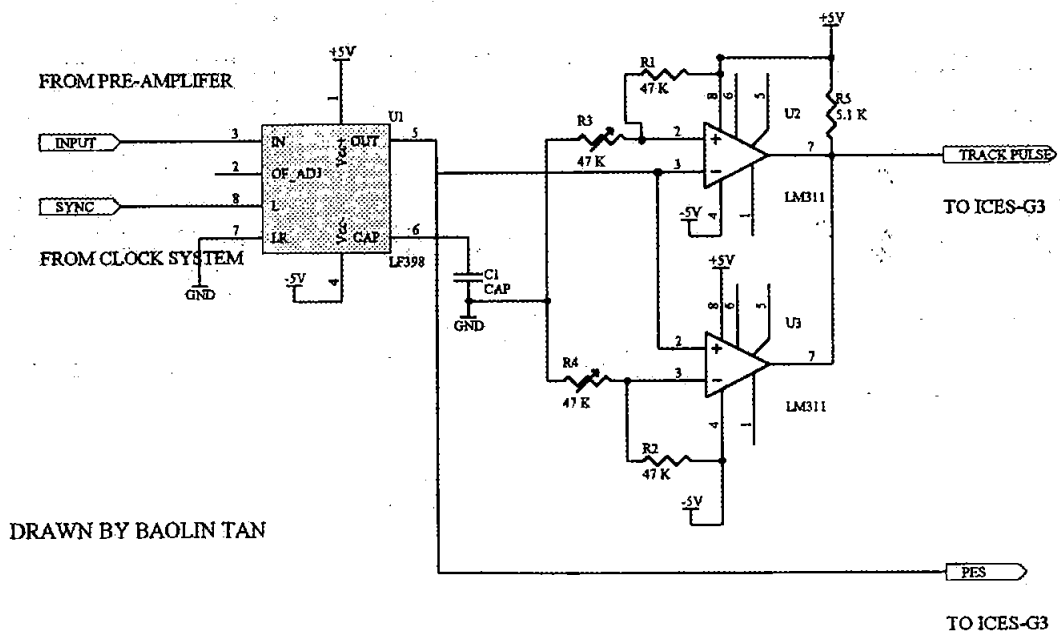 +5V
FROM PRE-AMPLIFER
INPUT
SYNC
FROM CLOCK SYSTEM
GND
-5V
1
3
2
8
7
4
5
6
IN
OF_ADJ
L
LR
OUT
CAP
Vdd
U1
LF398
C1
CAP
GND
R3
47 K
R1
47 K
R4
47 K
R2
47 K
+5V
R5
5.1 K
8
6
5
U2
2
3
+
-
7
LM311
4
1
-5V
+5V
8
6
5
U3
2
3
+
-
7
LM311
4
1
-5V
TRACK PULSE
TO ICES-G3
DRAWN BY BAOLIN TAN
PES
TO ICES-G3